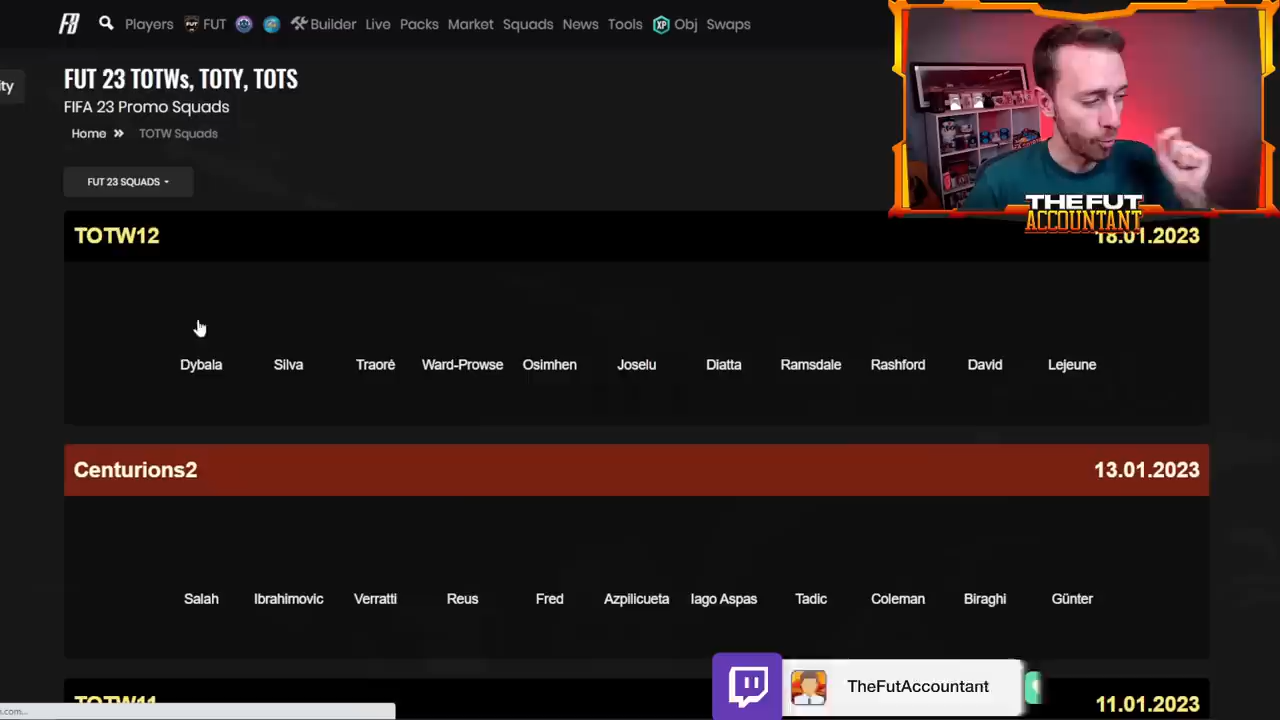 Players FUT Builder Live Packs Market Squads News Tools XP Obj Swaps
ity
FUT 23 TOTWs, TOTY, TOTS
FIFA 23 Promo Squads
Home » TOTW Squads
FUT 23 SQUADS
THE FUT
ACCOUNTANT
TOTW12 18.01.2023
Dybala Silva Traoré Ward-Prowse Osimhen Joselu Diatta Ramsdale Rashford David Lejeune
Centurions2 13.01.2023
Salah Ibrahimovic Verratti Reus Fred Azpilicueta Iago Aspas Tadic Coleman Biraghi Günter
TheFutAccountant
TOTW11 11.01.2023